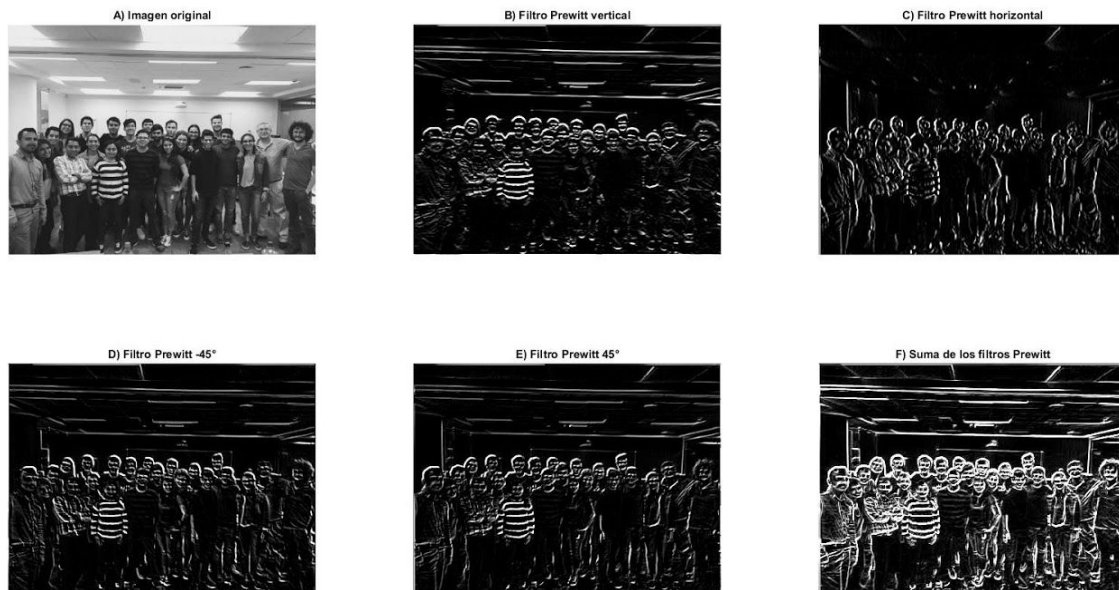 A) Imagen original
B) Filtro Prewitt vertical
C) Filtro Prewitt horizontal
D) Filtro Prewitt -45°
E) Filtro Prewitt 45°
F) Suma de los filtros Prewitt